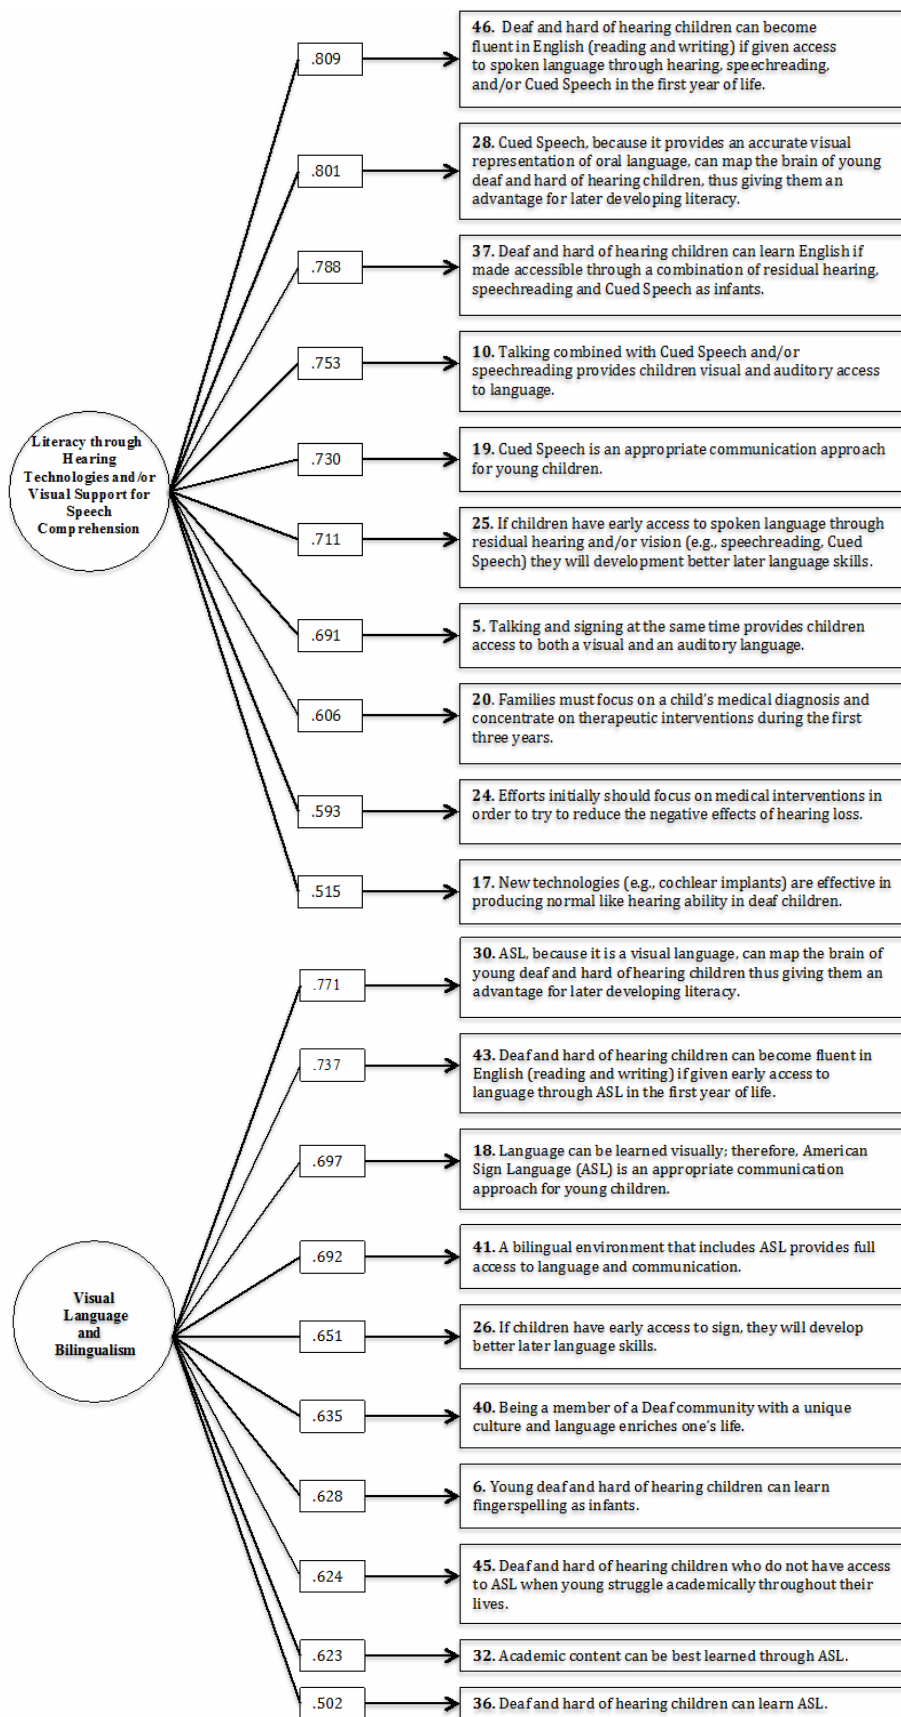 46. Deaf and hard of hearing children can become
fluent in English (reading and writing) if given access
to spoken language through hearing, speechreading,
and/or Cued Speech in the first year of life.
.809
28. Cued Speech, because it provides an accurate visual
representation of oral language, can map the brain of young
deaf and hard of hearing children, thus giving them an
advantage for later developing literacy.
.801
37. Deaf and hard of hearing children can learn English if
made accessible through a combination of residual hearing,
speechreading and Cued Speech as infants.
.788
10. Talking combined with Cued Speech and/or
speechreading provides children visual and auditory access
to language.
.753
Literacy through
Hearing
Technologies and/or
Visual Support for
Speech
Comprehension
19. Cued Speech is an appropriate communication approach
for young children.
.730
25. If children have early access to spoken language through
residual hearing and/or vision (e.g., speechreading, Cued
Speech) they will development better later language skills.
.711
5. Talking and signing at the same time provides children
access to both a visual and an auditory language.
.691
20. Families must focus on a child's medical diagnosis and
concentrate on therapeutic interventions during the first
three years.
.606
24. Efforts initially should focus on medical interventions in
order to try to reduce the negative effects of hearing loss.
.593
17. New technologies (e.g., cochlear implants) are effective in
producing normal like hearing ability in deaf children.
.515
30. ASL, because it is a visual language, can map the brain of
young deaf and hard of hearing children thus giving them an
advantage for later developing literacy.
.771
43. Deaf and hard of hearing children can become fluent in
English (reading and writing) if given early access to
language through ASL in the first year of life.
.737
18. Language can be learned visually; therefore, American
Sign Language (ASL) is an appropriate communication
approach for young children.
.697
41. A bilingual environment that includes ASL provides full
access to language and communication.
.692
Visual
Language
and
Bilingualism
26. If children have early access to sign, they will develop
better later language skills.
.651
40. Being a member of a Deaf community with a unique
culture and language enriches one's life.
.635
6. Young deaf and hard of hearing children can learn
fingerspelling as infants.
.628
45. Deaf and hard of hearing children who do not have access
to ASL when young struggle academically throughout their
lives.
.624
32. Academic content can be best learned through ASL.
.623
36. Deaf and hard of hearing children can learn ASL.
.502